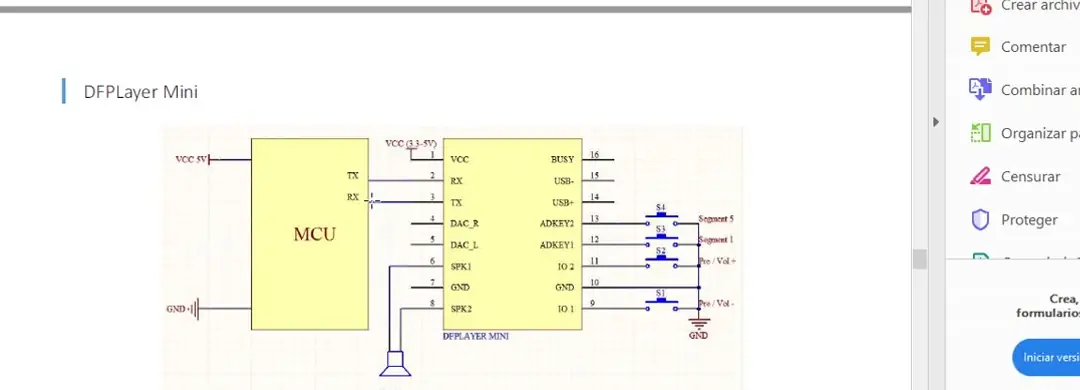 Crear archiv
Comentar
DFPLayer Mini
Combinar ar
Organizar pa
Censurar
Proteger
VCC 5V
TX
RX
MCU
GND
VCC (3.3-5V)
1 VCC BUSY 16
2 RX USB- 15
3 TX USB+ 14
4 DAC_R ADKEY2 13 S4 Segment 5
5 DAC_L ADKEY1 12 S3 Segment 1
6 SPK1 IO 2 11 S2 Pre / Vol +
7 GND GND 10
8 SPK2 IO 1 9 S1 Pre / Vol -
DFPLAYER MINI
GND
Crea,
formularios
Iniciar versi